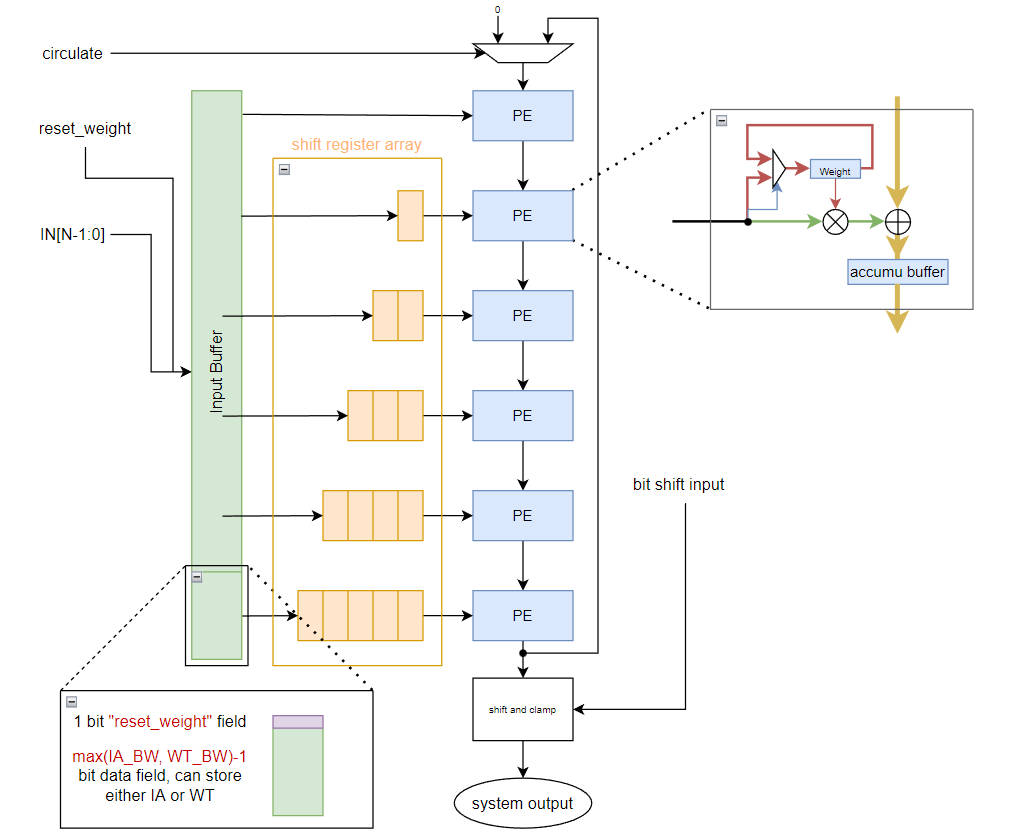 0
circulate
reset_weight
IN[N-1:0]
shift register array
Input Buffer
PE
PE
PE
PE
PE
PE
Weight
accumu buffer
bit shift input
shift and clamp
system output
1 bit "reset_weight" field
max(IA_BW, WT_BW)-1
bit data field, can store
either IA or WT